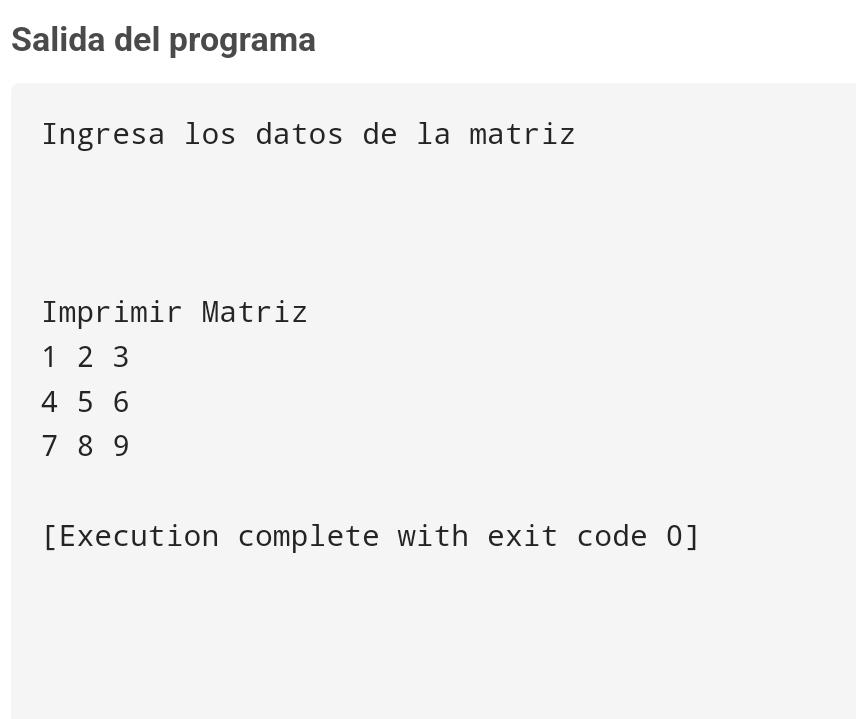 Salida del programa
Ingresa los datos de la matriz
Imprimir Matriz
1 2 3
4 5 6
7 8 9
[Execution complete with exit code 0]